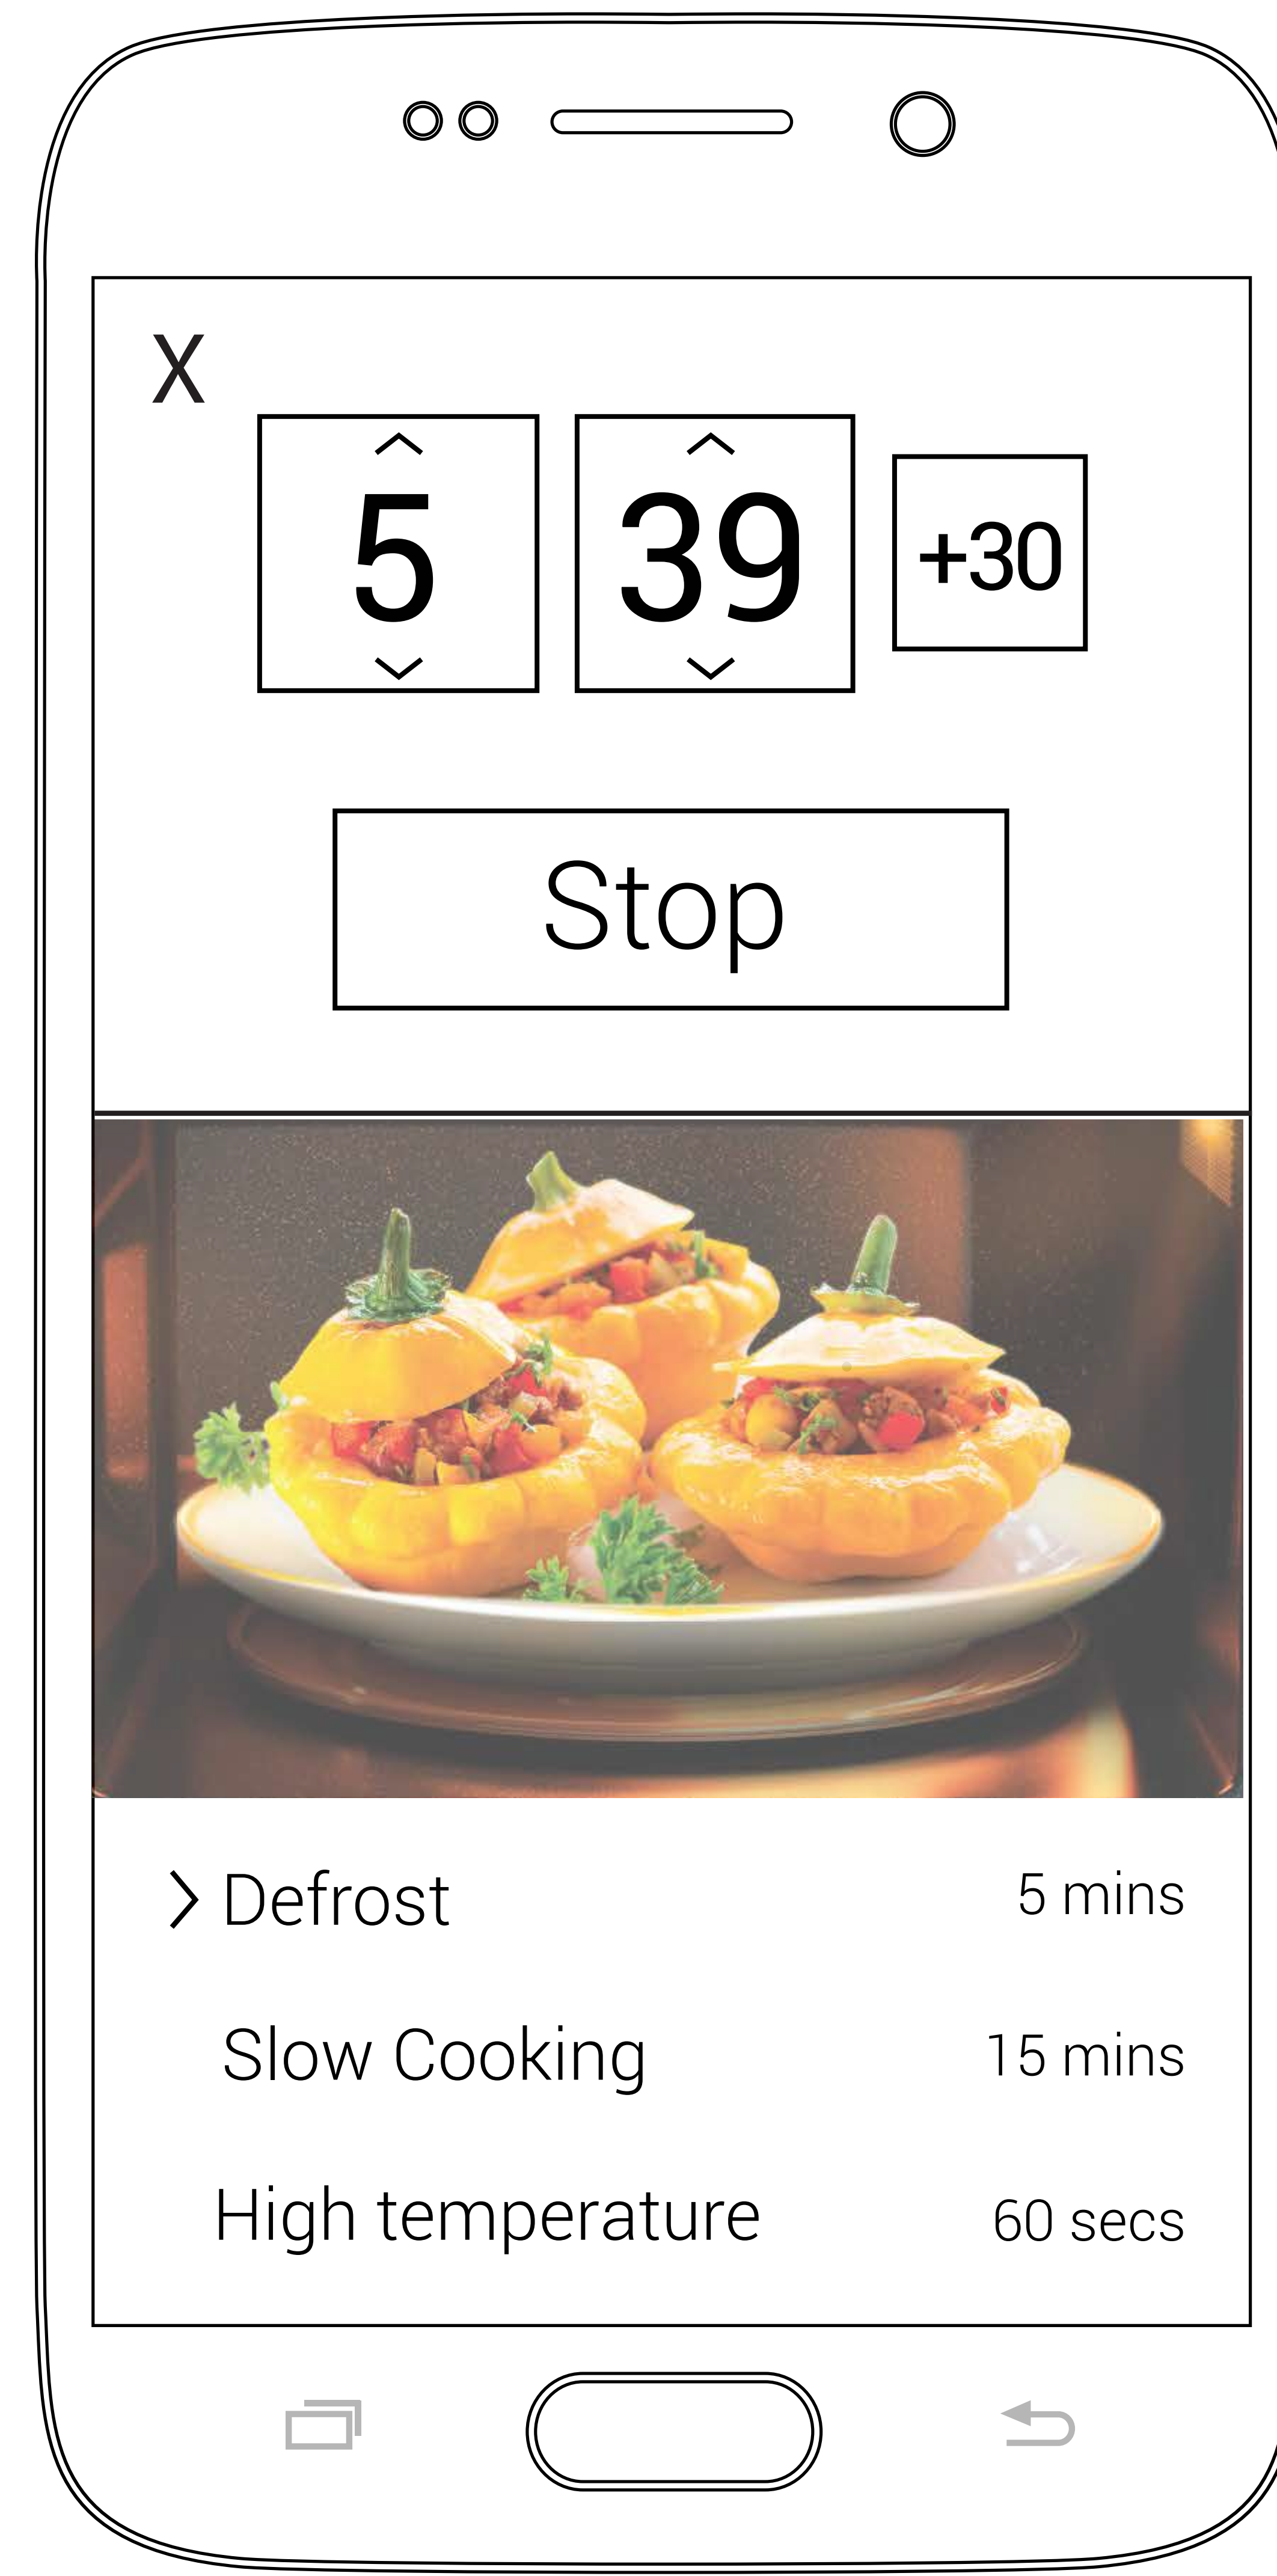 X
5 39 +30
Stop
Defrost 5 mins
Slow Cooking 15 mins
High temperature 60 secs